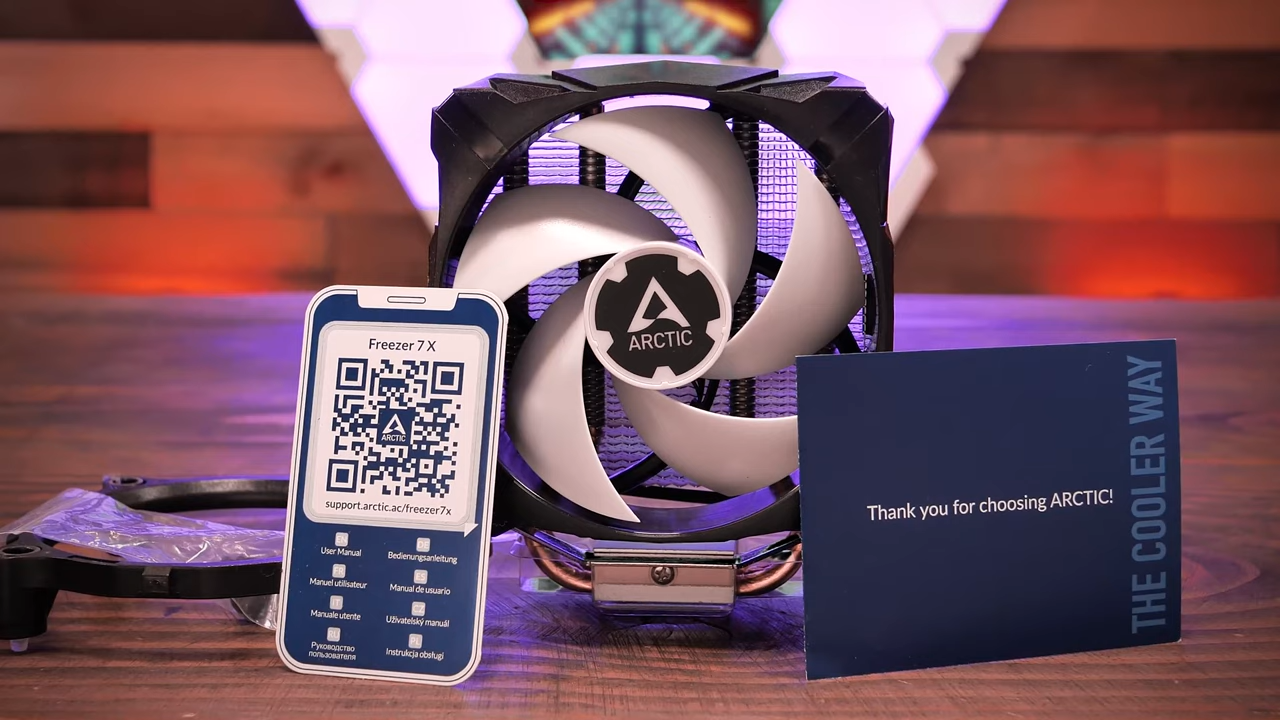 ARCTIC
Freezer 7 X
ARCTIC
support.arctic.ac/freezer7x
EN
User Manual
DE
Bedienungsanleitung
FR
Manuel utilisateur
ES
Manual de usuario
IT
Manuale utente
CZ
Uživatelský manuál
RU
Руководство
пользователя
PL
Instrukcja obsługi
Thank you for choosing ARCTIC!
THE COOLER WAY